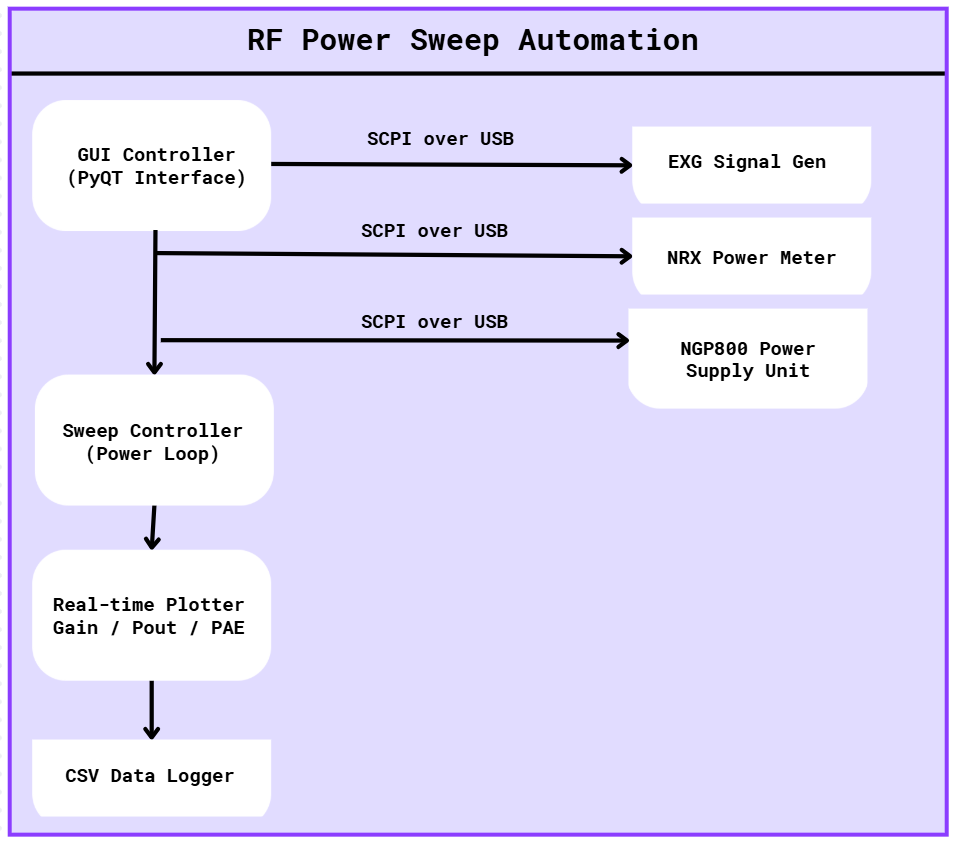 RF Power Sweep Automation
GUI Controller
(PyQT Interface)
SCPI over USB
EXG Signal Gen
SCPI over USB
NRX Power Meter
SCPI over USB
NGP800 Power
Supply Unit
Sweep Controller
(Power Loop)
Real-time Plotter
Gain / Pout / PAE
CSV Data Logger